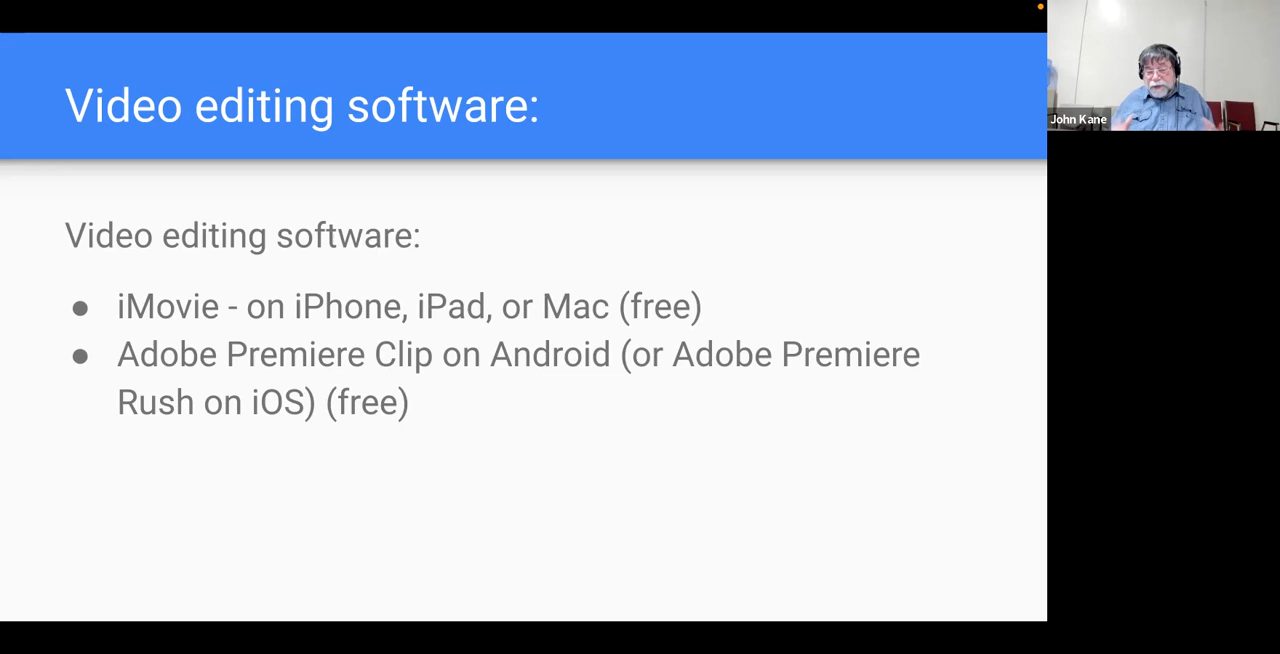 Video editing software:
John Kane
Video editing software:
● iMovie - on iPhone, iPad, or Mac (free)
● Adobe Premiere Clip on Android (or Adobe Premiere
Rush on iOS) (free)